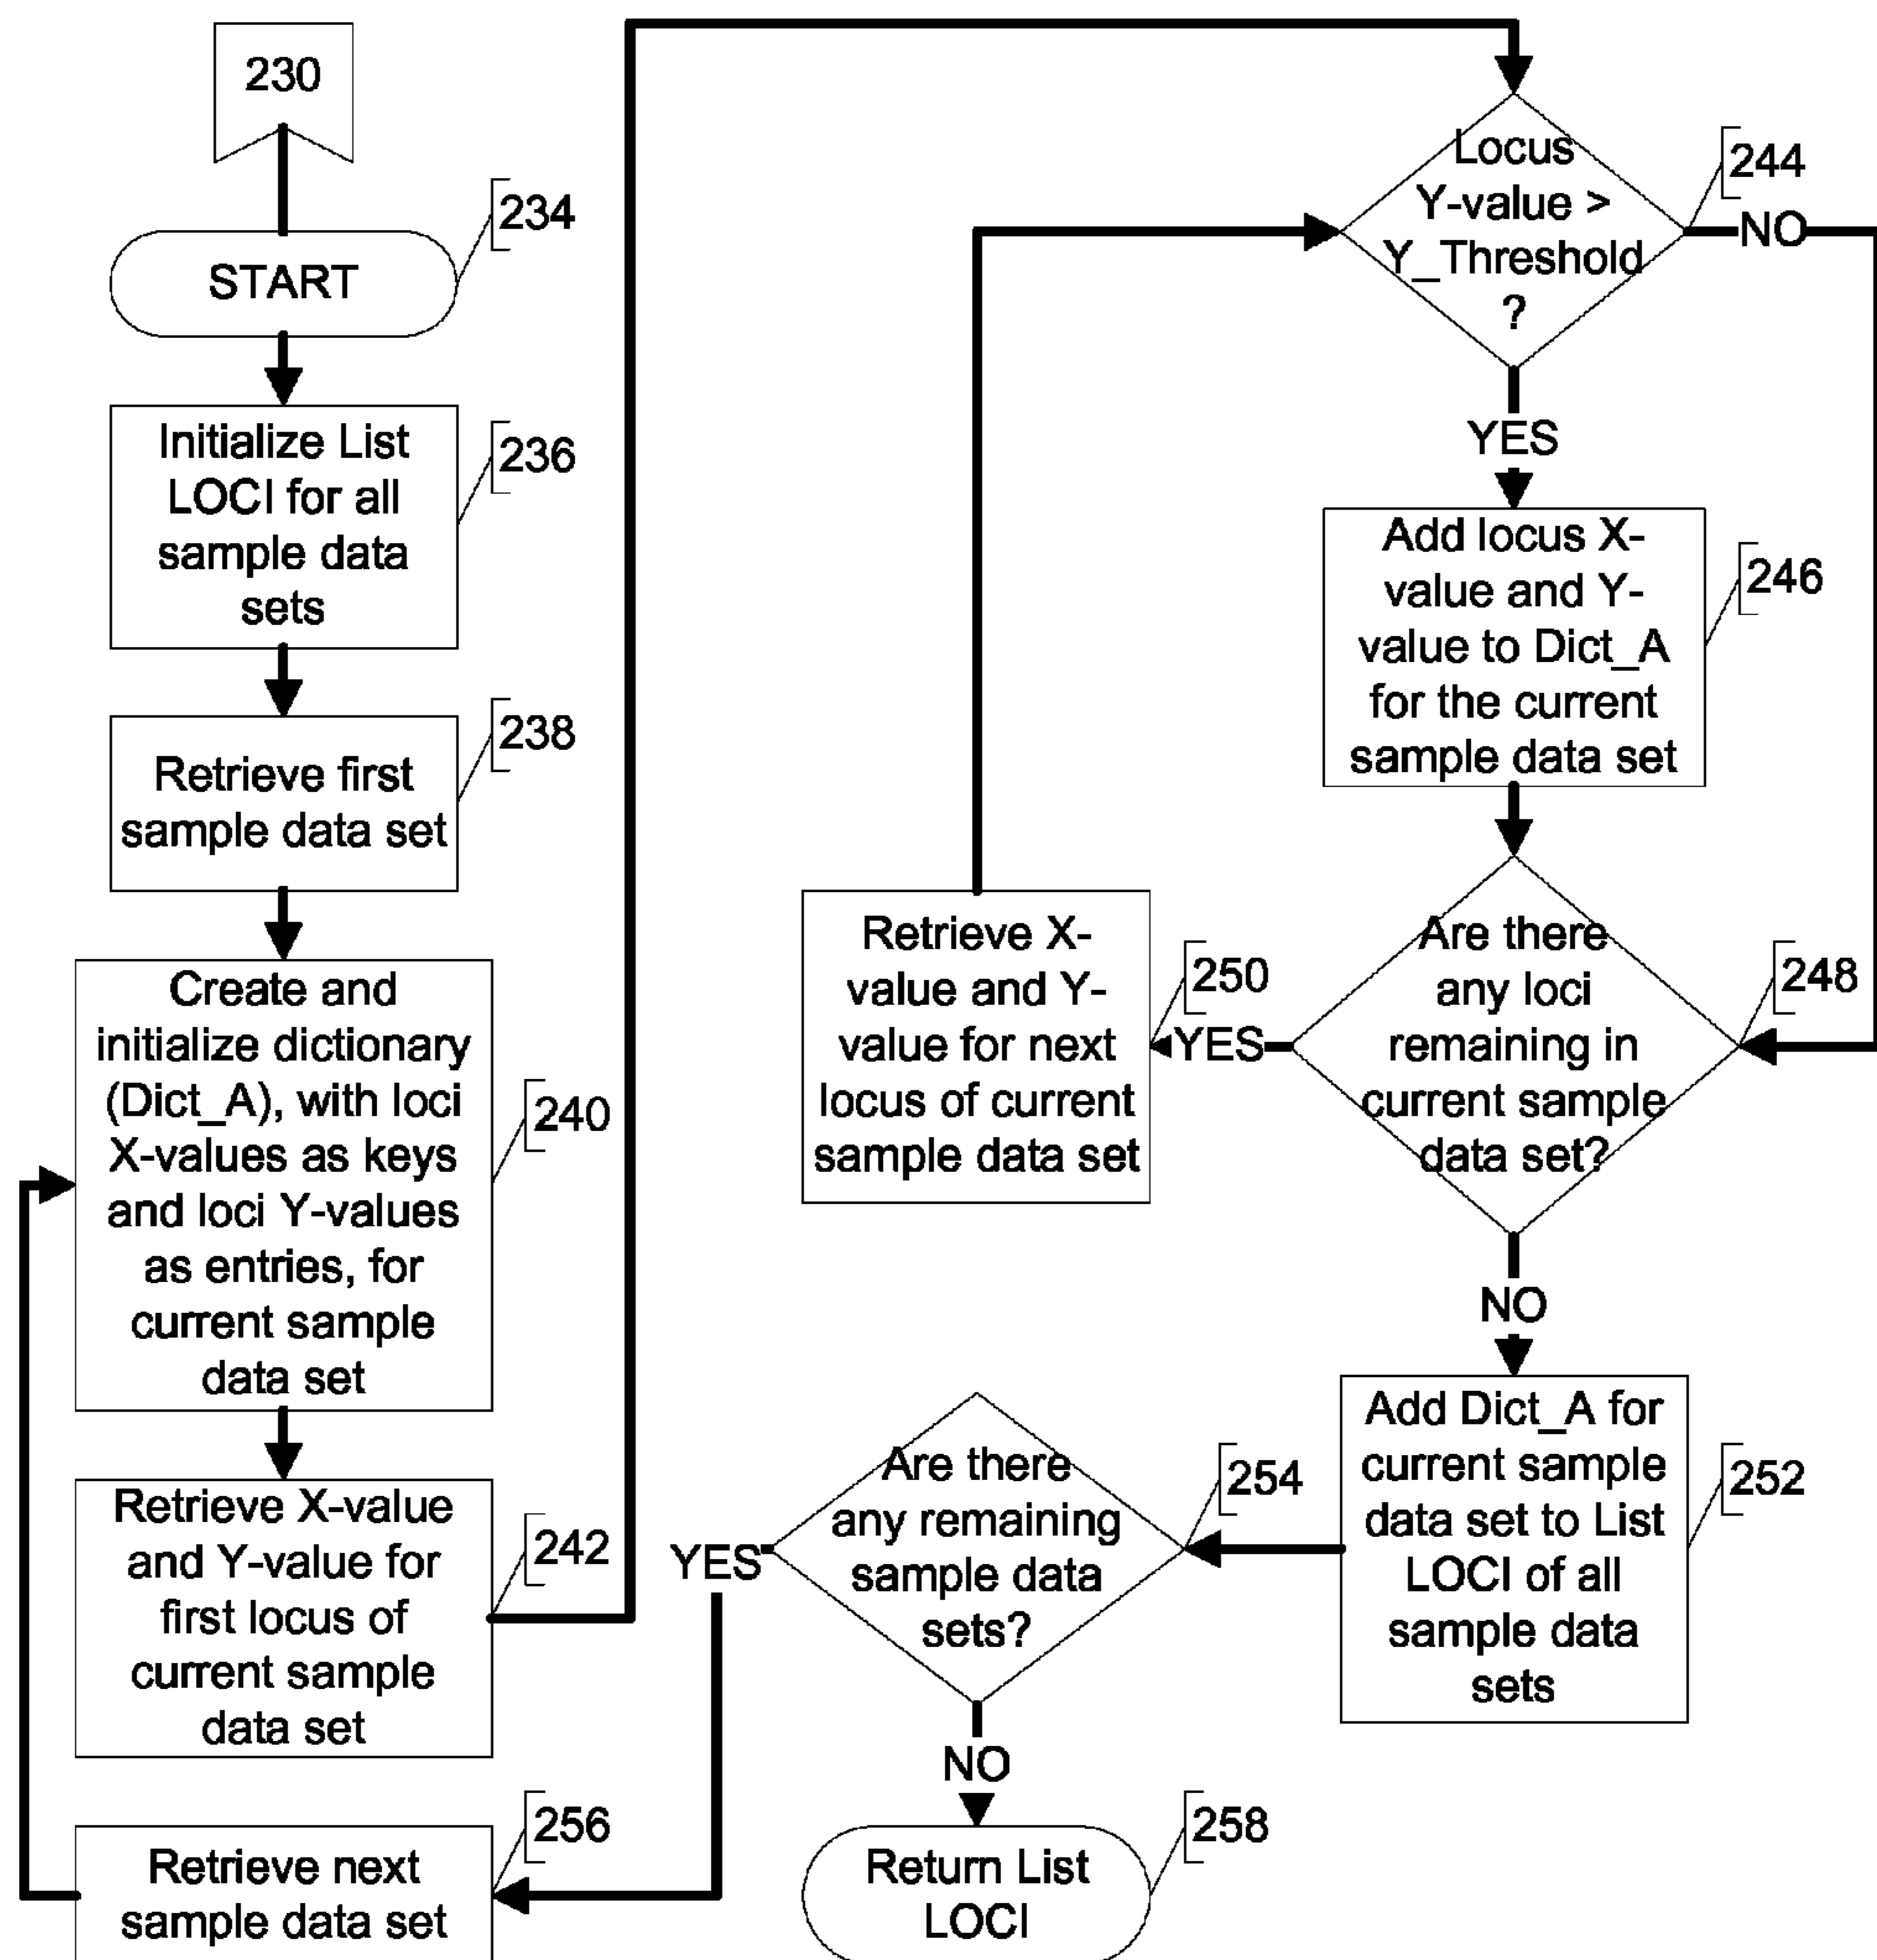 230
START
234
Initialize List
LOCI for all
sample data
sets
236
Retrieve first
sample data set
238
Create and
initialize dictionary
(Dict_A), with loci
X-values as keys
and loci Y-values
as entries, for
current sample
data set
240
Retrieve X-value
and Y-value for
first locus of
current sample
data set
242
Locus
Y-value >
Y_Threshold
?
244
NO
YES
Add locus X-
value and Y-
value to Dict_A
for the current
sample data set
246
Are there
any loci
remaining in
current sample
data set?
248
YES
Retrieve X-
value and Y-
value for next
locus of current
sample data set
250
NO
Add Dict_A for
current sample
data set to List
LOCI of all
sample data
sets
252
Are there
any remaining
sample data
sets?
254
YES
Retrieve next
sample data set
256
NO
Return List
LOCI
258